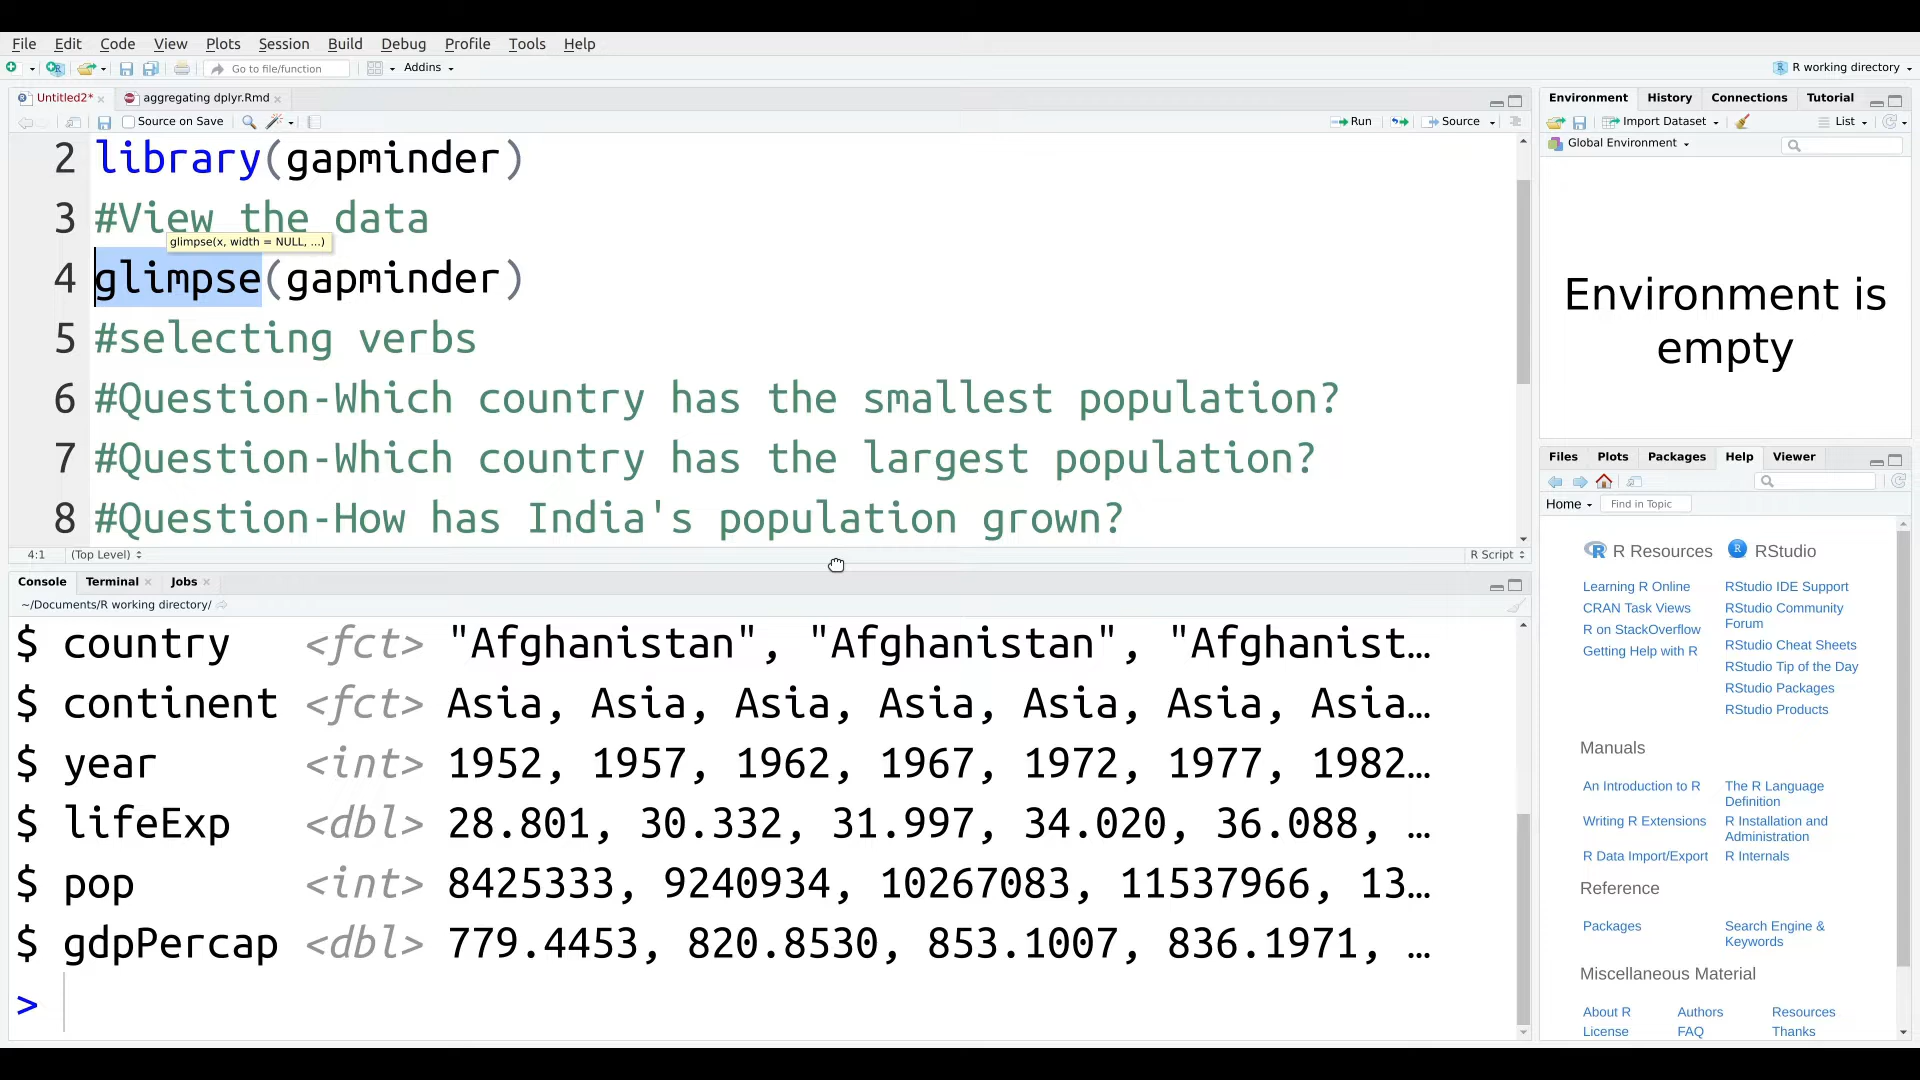 File Edit Code View Plots Session Build Debug Profile Tools Help
Go to file/function Addins R working directory
Untitled2* aggregating dplyr.Rmd
Source on Save Run Source
2 library(gapminder)
3 #View the data
glimpse(x, width = NULL, ...)
4 glimpse(gapminder)
5 #selecting verbs
6 #Question-Which country has the smallest population?
7 #Question-Which country has the largest population?
8 #Question-How has India's population grown?
4:1 (Top Level) R Script
Console Terminal Jobs
~/Documents/R working directory/
$ country <fct> "Afghanistan", "Afghanistan", "Afghanist…
$ continent <fct> Asia, Asia, Asia, Asia, Asia, Asia, Asia…
$ year <int> 1952, 1957, 1962, 1967, 1972, 1977, 1982…
$ lifeExp <dbl> 28.801, 30.332, 31.997, 34.020, 36.088, …
$ pop <int> 8425333, 9240934, 10267083, 11537966, 13…
$ gdpPercap <dbl> 779.4453, 820.8530, 853.1007, 836.1971, …
>
Environment History Connections Tutorial
Import Dataset List
Global Environment
Environment is
empty
Files Plots Packages Help Viewer
Home Find in Topic
R Resources RStudio
Learning R Online RStudio IDE Support
CRAN Task Views RStudio Community
Forum
R on StackOverflow RStudio Cheat Sheets
Getting Help with R RStudio Tip of the Day
RStudio Packages
RStudio Products
Manuals
An Introduction to R The R Language
Definition
Writing R Extensions R Installation and
Administration
R Data Import/Export R Internals
Reference
Packages Search Engine &
Keywords
Miscellaneous Material
About R Authors Resources
License FAQ Thanks